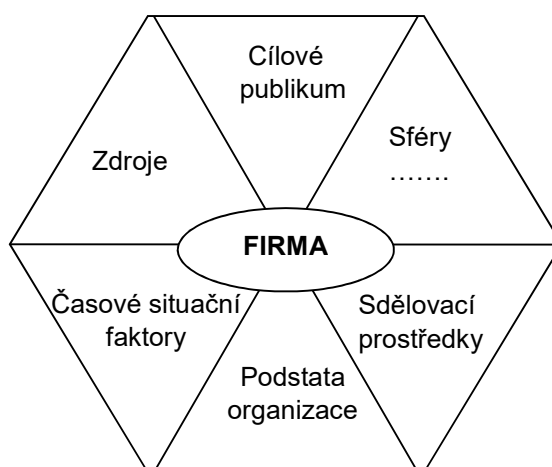 Cílové
publikum
Sféry
…….
Zdroje
FIRMA
Časové situační
faktory
Sdělovací
prostředky
Podstata
organizace